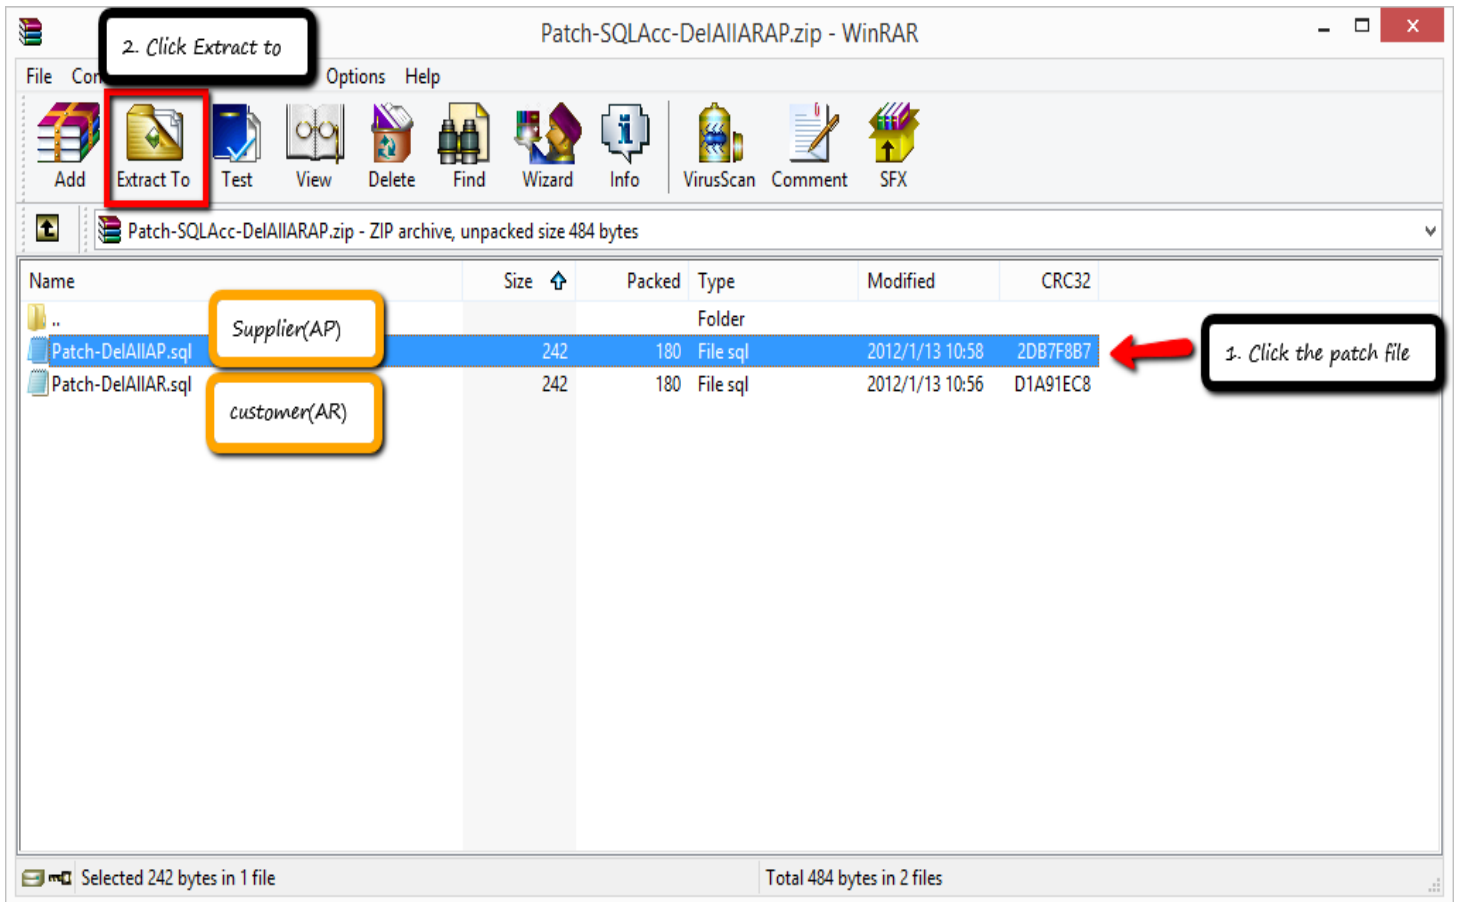 Patch-SQLAcc-DelAllARAP.zip - WinRAR
2. Click Extract to
File Con Options Help
Add Extract To Test View Delete Find Wizard Info VirusScan Comment SFX
Patch-SQLAcc-DelAllARAP.zip - ZIP archive, unpacked size 484 bytes
Name Size Packed Type Modified CRC32
.. Folder
Supplier(AP)
Patch-DelAllAP.sql 242 180 File sql 2012/1/13 10:58 2DB7F8B7
1. Click the patch file
Patch-DelAllAR.sql 242 180 File sql 2012/1/13 10:56 D1A91EC8
customer(AR)
Selected 242 bytes in 1 file Total 484 bytes in 2 files